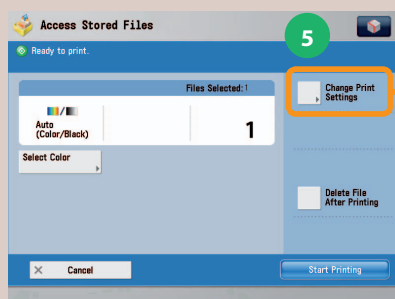 Access Stored Files
5
Ready to print.
Files Selected: 1
Change Print
Settings
Auto
(Color/Black)
1
Select Color
Delete File
After Printing
Cancel
Start Printing